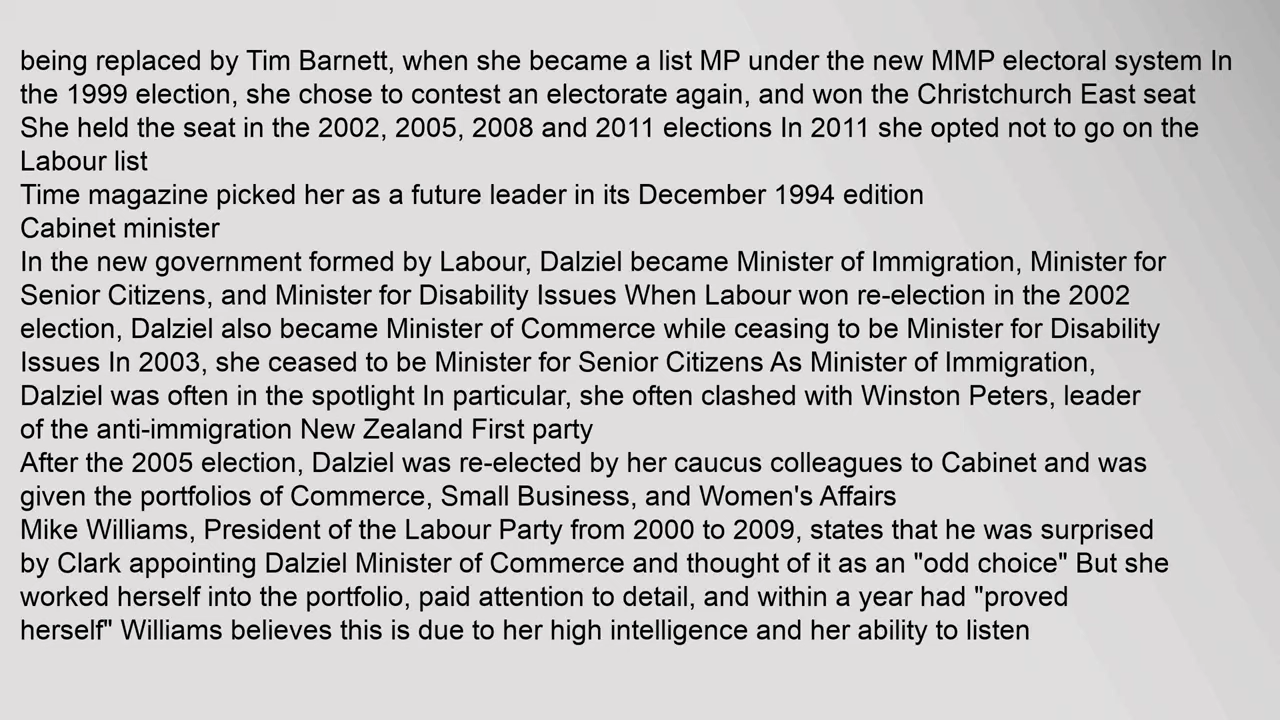 being replaced by Tim Barnett, when she became a list MP under the new MMP electoral system In
the 1999 election, she chose to contest an electorate again, and won the Christchurch East seat
She held the seat in the 2002, 2005, 2008 and 2011 elections In 2011 she opted not to go on the
Labour list
Time magazine picked her as a future leader in its December 1994 edition
Cabinet minister
In the new government formed by Labour, Dalziel became Minister of Immigration, Minister for
Senior Citizens, and Minister for Disability Issues When Labour won re-election in the 2002
election, Dalziel also became Minister of Commerce while ceasing to be Minister for Disability
Issues In 2003, she ceased to be Minister for Senior Citizens As Minister of Immigration,
Dalziel was often in the spotlight In particular, she often clashed with Winston Peters, leader
of the anti-immigration New Zealand First party
After the 2005 election, Dalziel was re-elected by her caucus colleagues to Cabinet and was
given the portfolios of Commerce, Small Business, and Women's Affairs
Mike Williams, President of the Labour Party from 2000 to 2009, states that he was surprised
by Clark appointing Dalziel Minister of Commerce and thought of it as an "odd choice" But she
worked herself into the portfolio, paid attention to detail, and within a year had "proved
herself" Williams believes this is due to her high intelligence and her ability to listen